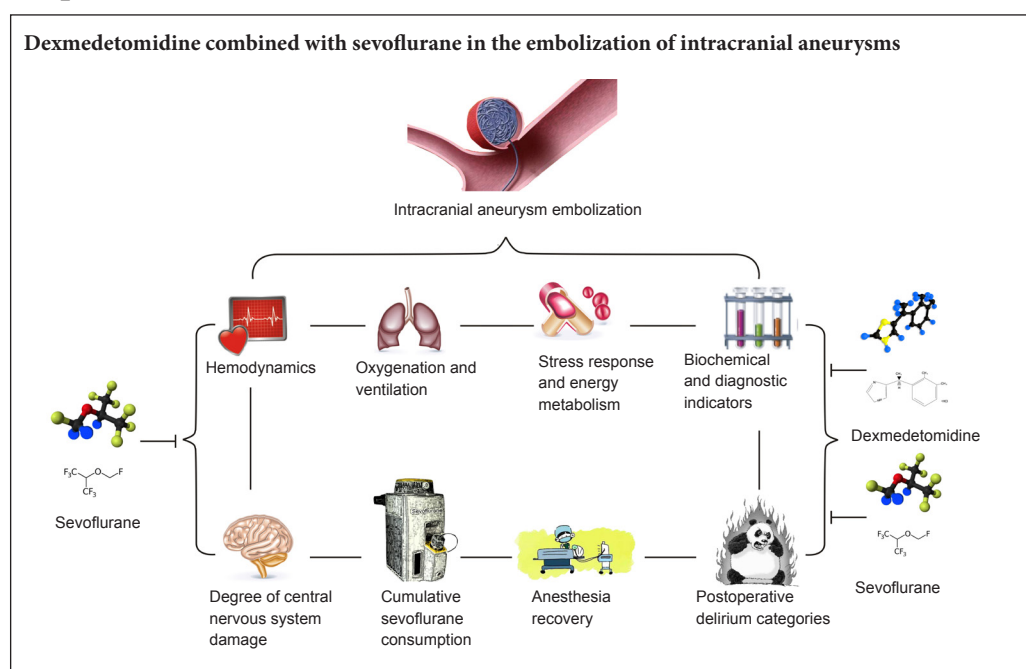 Dexmedetomidine combined with sevoflurane in the embolization of intracranial aneurysms
Intracranial aneurysm embolization
Hemodynamics
Oxygenation and
ventilation
Stress response
and energy
metabolism
Biochemical
and diagnostic
indicators
Dexmedetomidine
F₃C
O
F
CF₃
Sevoflurane
Sevoflurane
F₃C
O
F
CF₃
Sevoflurane
Degree of central
nervous system
damage
Cumulative
sevoflurane
consumption
Anesthesia
recovery
Postoperative
delirium categories